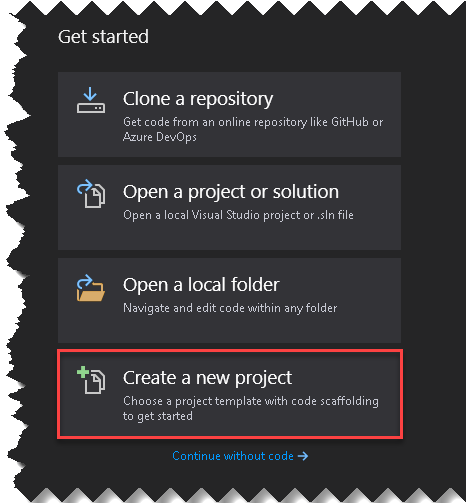 Get started
Clone a repository
Get code from an online repository like GitHub or
Azure DevOps
Open a project or solution
Open a local Visual Studio project or .sln file
Open a local folder
Navigate and edit code within any folder
Create a new project
Choose a project template with code scaffolding
to get started
Continue without code →